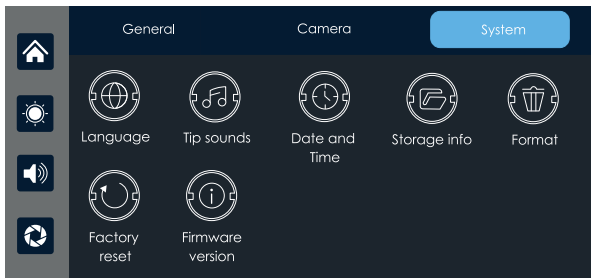 General
Camera
System
Language
Tip sounds
Date and
Time
Storage info
Format
Factory
reset
Firmware
version